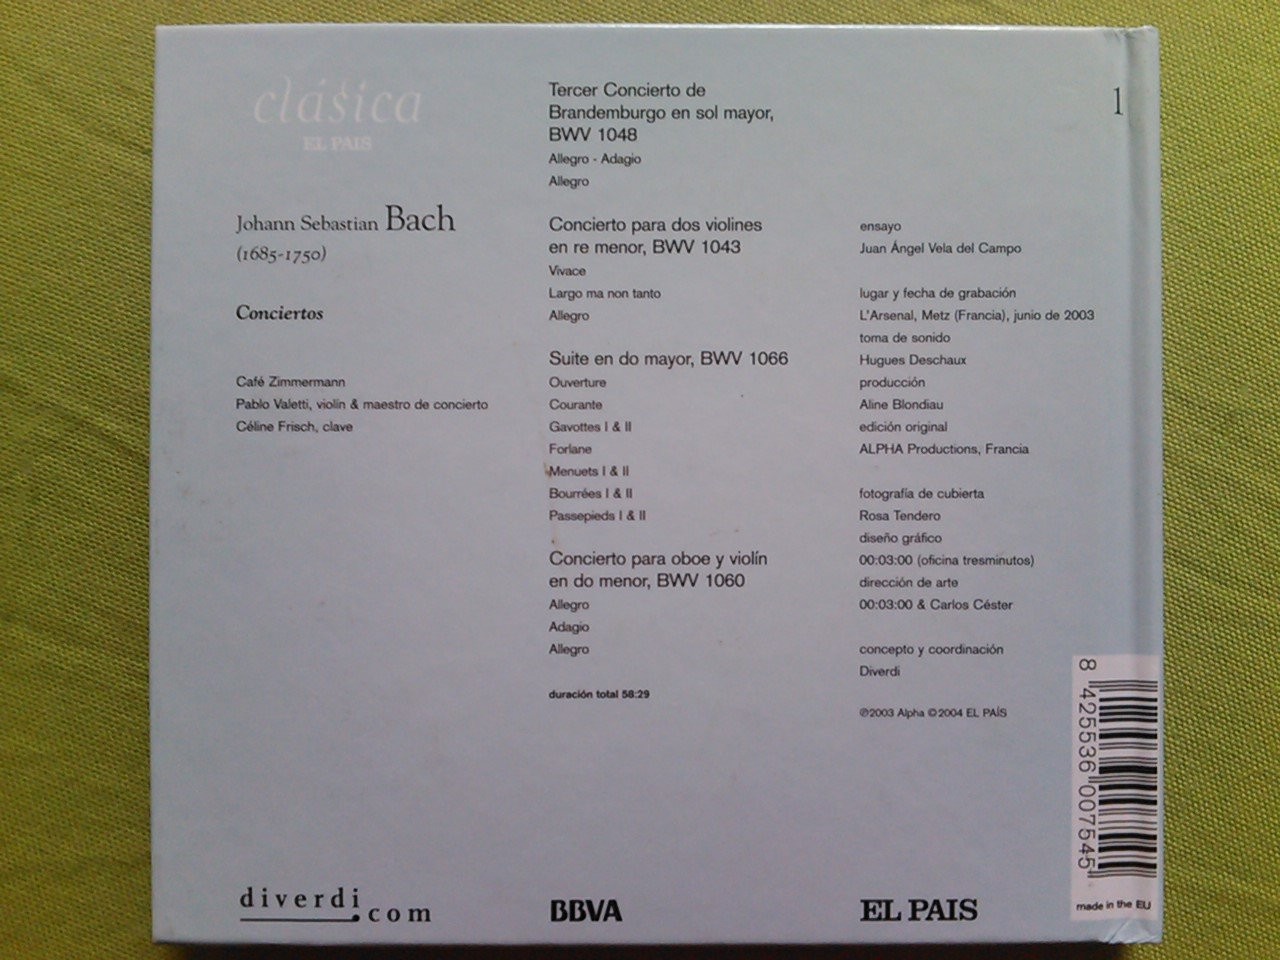 clásica
EL PAIS
Johann Sebastian Bach
(1685-1750)
Conciertos
Café Zimmermann
Pablo Valetti, violín & maestro de concierto
Céline Frisch, clave
Tercer Concierto de
Brandemburgo en sol mayor,
BWV 1048
Allegro - Adagio
Allegro
Concierto para dos violines
en re menor, BWV 1043
Vivace
Largo ma non tanto
Allegro
Suite en do mayor, BWV 1066
Ouverture
Courante
Gavottes I & II
Forlane
Menuets I & II
Bourrées I & II
Passepieds I & II
Concierto para oboe y violín
en do menor, BWV 1060
Allegro
Adagio
Allegro
duración total 58:29
1
ensayo
Juan Ángel Vela del Campo
lugar y fecha de grabación
L'Arsenal, Metz (Francia), junio de 2003
toma de sonido
Hugues Deschaux
producción
Aline Blondiau
edición original
ALPHA Productions, Francia
fotografía de cubierta
Rosa Tendero
diseño gráfico
00:03:00 (oficina tresminutos)
dirección de arte
00:03:00 & Carlos Céster
concepto y coordinación
Diverdi
℗2003 Alpha ©2004 EL PAÍS
8 425536 007545
made in the EU
diverdi.com
BBVA
EL PAIS